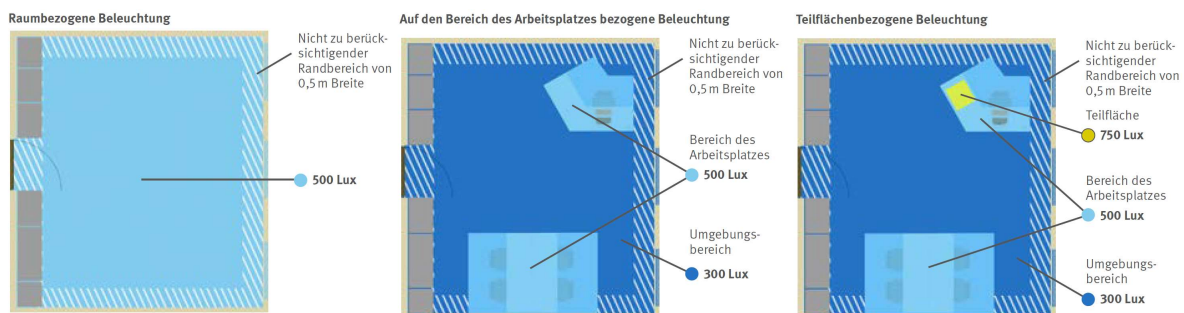 Raumbezogene Beleuchtung
Nicht zu berück-
sichtigender
Randbereich von
0,5 m Breite
500 Lux
Auf den Bereich des Arbeitsplatzes bezogene Beleuchtung
Nicht zu berück-
sichtigender
Randbereich von
0,5 m Breite
Bereich des
Arbeitsplatzes
500 Lux
Umgebungs-
bereich
300 Lux
Teilflächenbezogene Beleuchtung
Nicht zu berück-
sichtigender
Randbereich von
0,5 m Breite
Teilfläche
750 Lux
Bereich des
Arbeitsplatzes
500 Lux
Umgebungs-
bereich
300 Lux